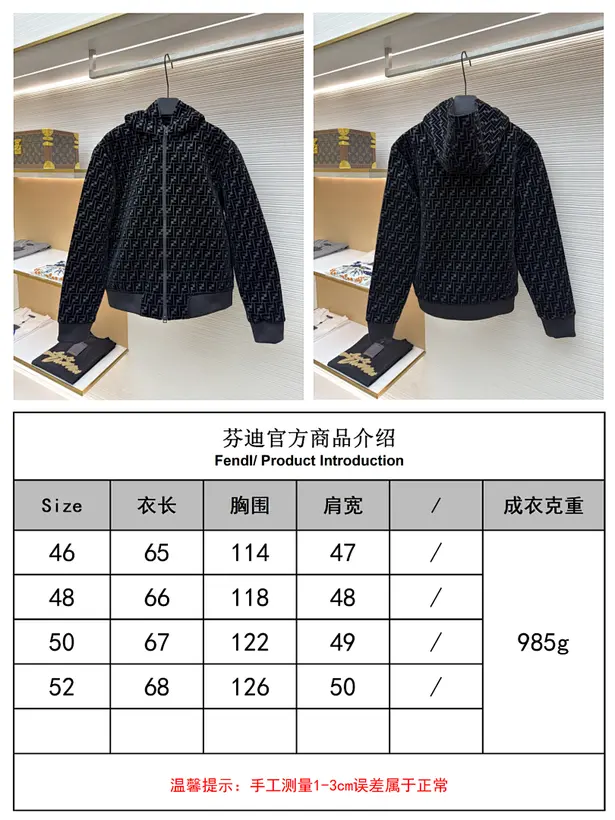 芬迪官方商品介绍
FendI/ Product Introduction
Size 衣长 胸围 肩宽 / 成衣克重
46 65 114 47 /
48 66 118 48 /
50 67 122 49 /
52 68 126 50 /
985g
温馨提示：手工测量1-3cm误差属于正常